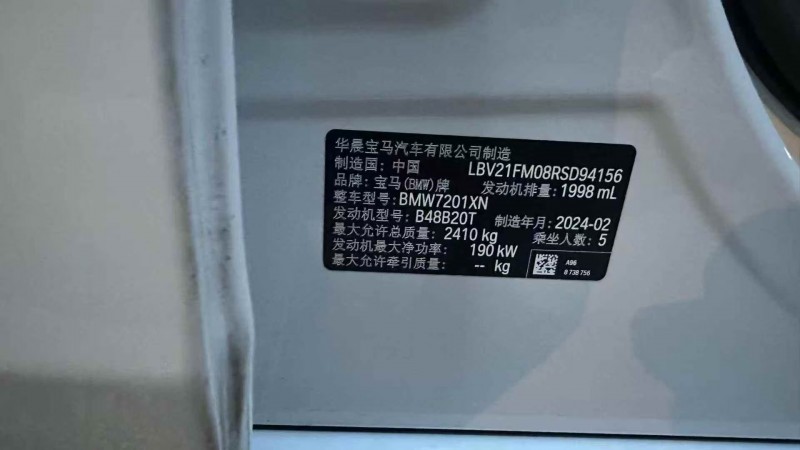 华晨宝马汽车有限公司制造
制造国: 中国 LBV21FM08RSD94156
品牌: 宝马(BMW)牌 发动机排量: 1998 mL
整车型号: BMW7201XN
发动机型号: B48B20T 制造年月: 2024-02
最大允许总质量: 2410 kg 乘坐人数: 5
发动机最大净功率: 190 kW
最大允许牵引质量: -- kg
A96
8 738 756